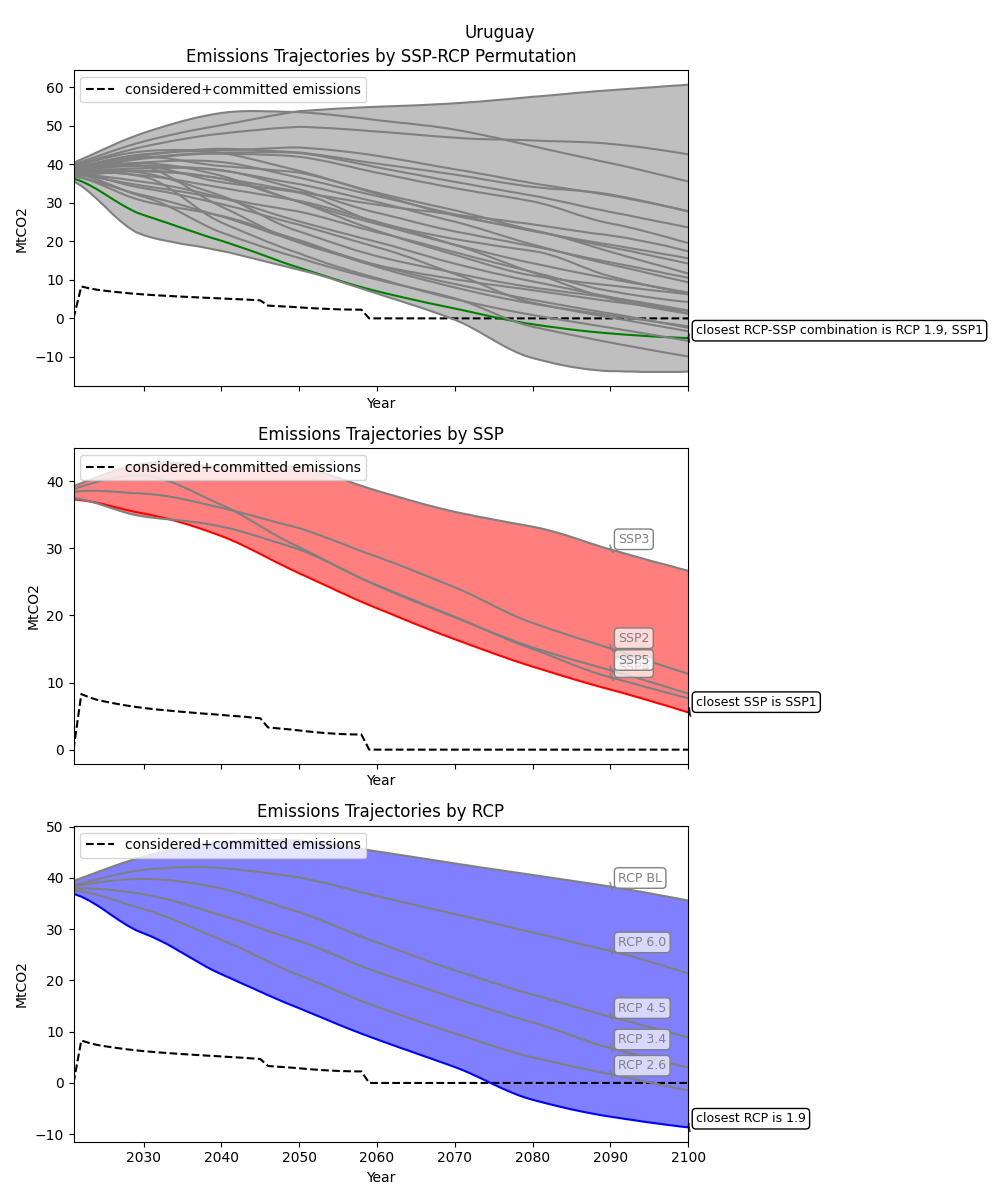 Uruguay
Emissions Trajectories by SSP-RCP Permutation
considered+committed emissions
60
50
40
30
20
10
0
−10
MtCO2
Year
closest RCP-SSP combination is RCP 1.9, SSP1
Emissions Trajectories by SSP
considered+committed emissions
40
30
20
10
0
MtCO2
SSP3
SSP2
SSP5
closest SSP is SSP1
Year
Emissions Trajectories by RCP
considered+committed emissions
50
40
30
20
10
0
−10
MtCO2
RCP BL
RCP 6.0
RCP 4.5
RCP 3.4
RCP 2.6
closest RCP is 1.9
2030 2040 2050 2060 2070 2080 2090 2100
Year